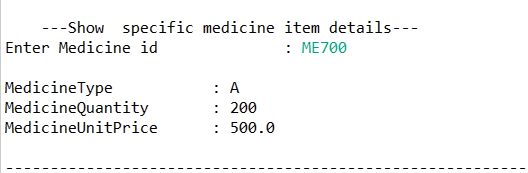 ---Show  specific medicine item details---
Enter Medicine id              : ME700
MedicineType           : A
MedicineQuantity       : 200
MedicineUnitPrice      : 500.0
----------------------------------------------------------